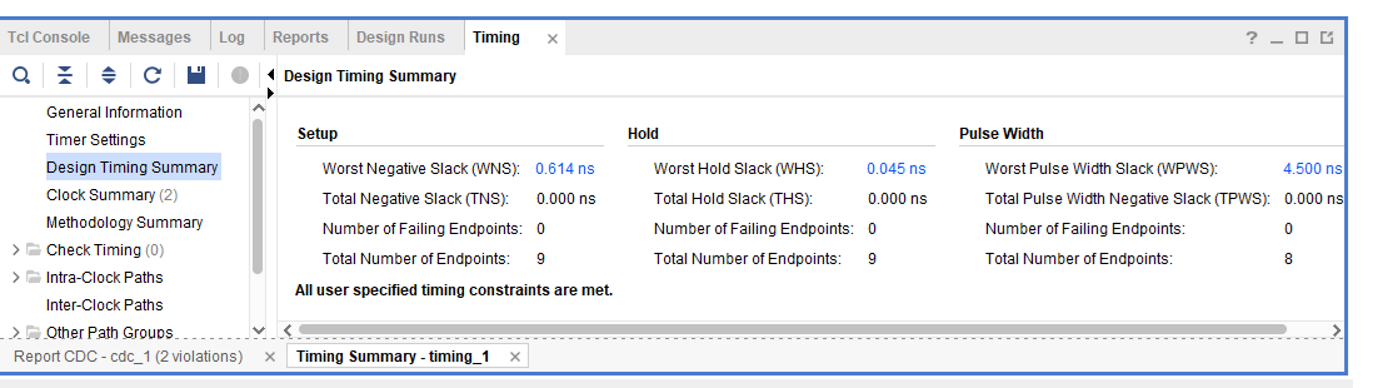 Tcl Console Messages Log Reports Design Runs Timing × ?
Design Timing Summary
General Information
Timer Settings
Design Timing Summary
Clock Summary (2)
Methodology Summary
Check Timing (0)
Intra-Clock Paths
Inter-Clock Paths
Other Path Groups
Setup Hold Pulse Width
Worst Negative Slack (WNS): 0.614 ns Worst Hold Slack (WHS): 0.045 ns Worst Pulse Width Slack (WPWS): 4.500 ns
Total Negative Slack (TNS): 0.000 ns Total Hold Slack (THS): 0.000 ns Total Pulse Width Negative Slack (TPWS): 0.000 ns
Number of Failing Endpoints: 0 Number of Failing Endpoints: 0 Number of Failing Endpoints: 0
Total Number of Endpoints: 9 Total Number of Endpoints: 9 Total Number of Endpoints: 8
All user specified timing constraints are met.
Report CDC - cdc_1 (2 violations) × Timing Summary - timing_1 ×